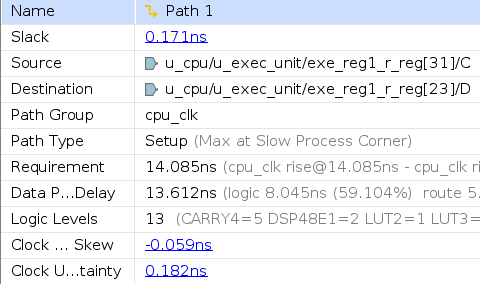 Name Path 1
Slack 0.171ns
Source u_cpu/u_exec_unit/exe_reg1_r_reg[31]/C
Destination u_cpu/u_exec_unit/exe_reg1_r_reg[23]/D
Path Group cpu_clk
Path Type Setup (Max at Slow Process Corner)
Requirement 14.085ns (cpu_clk rise@14.085ns - cpu_clk ri
Data P...Delay 13.612ns (logic 8.045ns (59.104%) route 5.
Logic Levels 13 (CARRY4=5 DSP48E1=2 LUT2=1 LUT3=
Clock ... Skew -0.059ns
Clock U...tainty 0.182ns